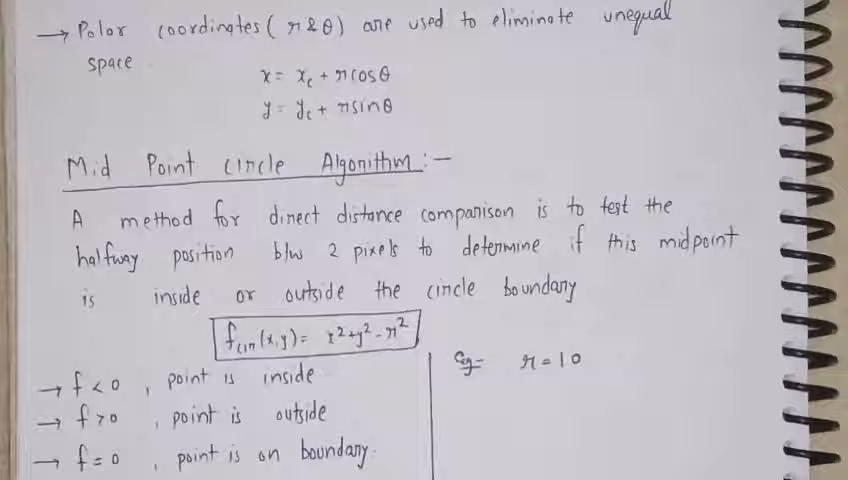 → Polar coordinates ( r & θ) are used to eliminate unequal
space
x = xc + r cosθ
y = yc + r sinθ
Mid Point Circle Algorithm :-
A method for direct distance comparison is to test the
halfway position b/w 2 pixels to determine if this midpoint
is inside or outside the circle boundary
fcir(x,y) = x²+y²-r²
→ f < 0 , point is inside
→ f > 0 , point is outside
→ f = 0 , point is on boundary.
eg- r = 10